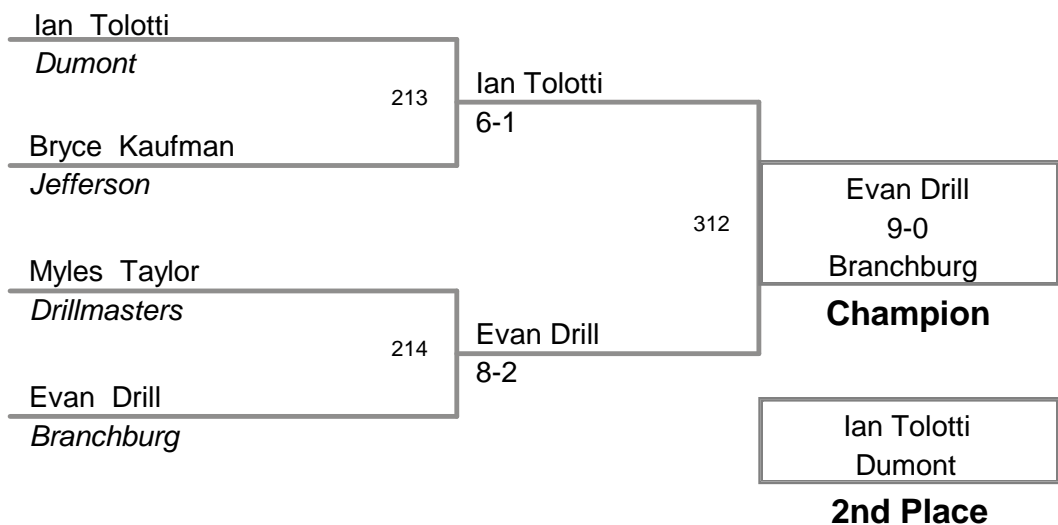 Ian Tolotti
Dumont
213
Ian Tolotti
6-1
Bryce Kaufman
Jefferson
312
Evan Drill
9-0
Branchburg
Champion
Myles Taylor
Drillmasters
214
Evan Drill
8-2
Evan Drill
Branchburg
Ian Tolotti
Dumont
2nd Place